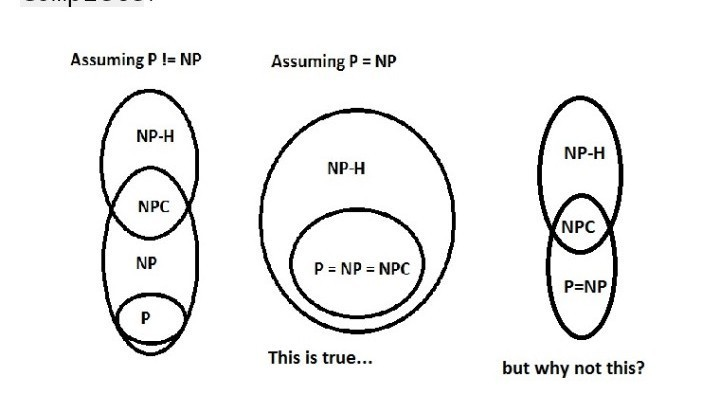 Assuming P != NP
Assuming P = NP
NP-H
NPC
NP
P
NP-H
P = NP = NPC
This is true...
NP-H
NPC
P=NP
but why not this?